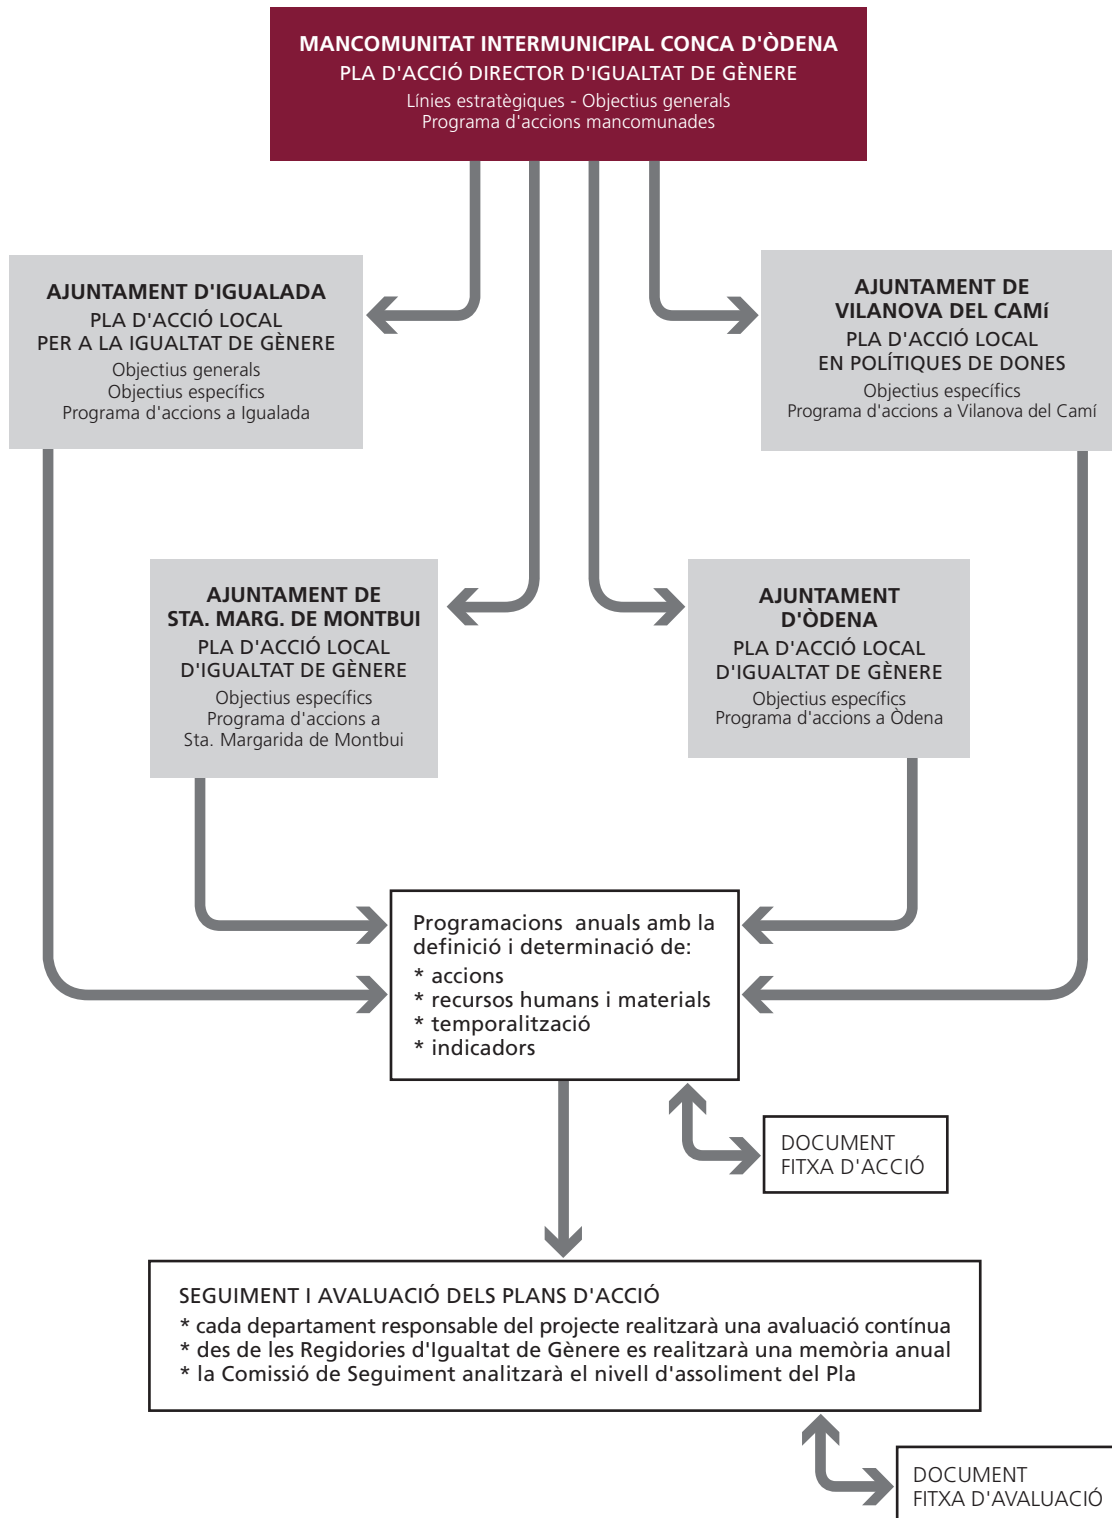 MANCOMUNITAT INTERMUNICIPAL CONCA D'ÒDENA
PLA D'ACCIÓ DIRECTOR D'IGUALTAT DE GÈNERE
Línies estratègiques - Objectius generals
Programa d'accions mancomunades
AJUNTAMENT D'IGUALADA
PLA D'ACCIÓ LOCAL
PER A LA IGUALTAT DE GÈNERE
Objectius generals
Objectius específics
Programa d'accions a Igualada
AJUNTAMENT DE
VILANOVA DEL CAMí
PLA D'ACCIÓ LOCAL
EN POLÍTIQUES DE DONES
Objectius específics
Programa d'accions a Vilanova del Camí
AJUNTAMENT DE
STA. MARG. DE MONTBUI
PLA D'ACCIÓ LOCAL
D'IGUALTAT DE GÈNERE
Objectius específics
Programa d'accions a
Sta. Margarida de Montbui
AJUNTAMENT
D'ÒDENA
PLA D'ACCIÓ LOCAL
D'IGUALTAT DE GÈNERE
Objectius específics
Programa d'accions a Òdena
Programacions anuals amb la
definició i determinació de:
* accions
* recursos humans i materials
* temporalització
* indicadors
DOCUMENT
FITXA D'ACCIÓ
SEGUIMENT I AVALUACIÓ DELS PLANS D'ACCIÓ
* cada departament responsable del projecte realitzarà una avaluació contínua
* des de les Regidories d'Igualtat de Gènere es realitzarà una memòria anual
* la Comissió de Seguiment analitzarà el nivell d'assoliment del Pla
DOCUMENT
FITXA D'AVALUACIÓ